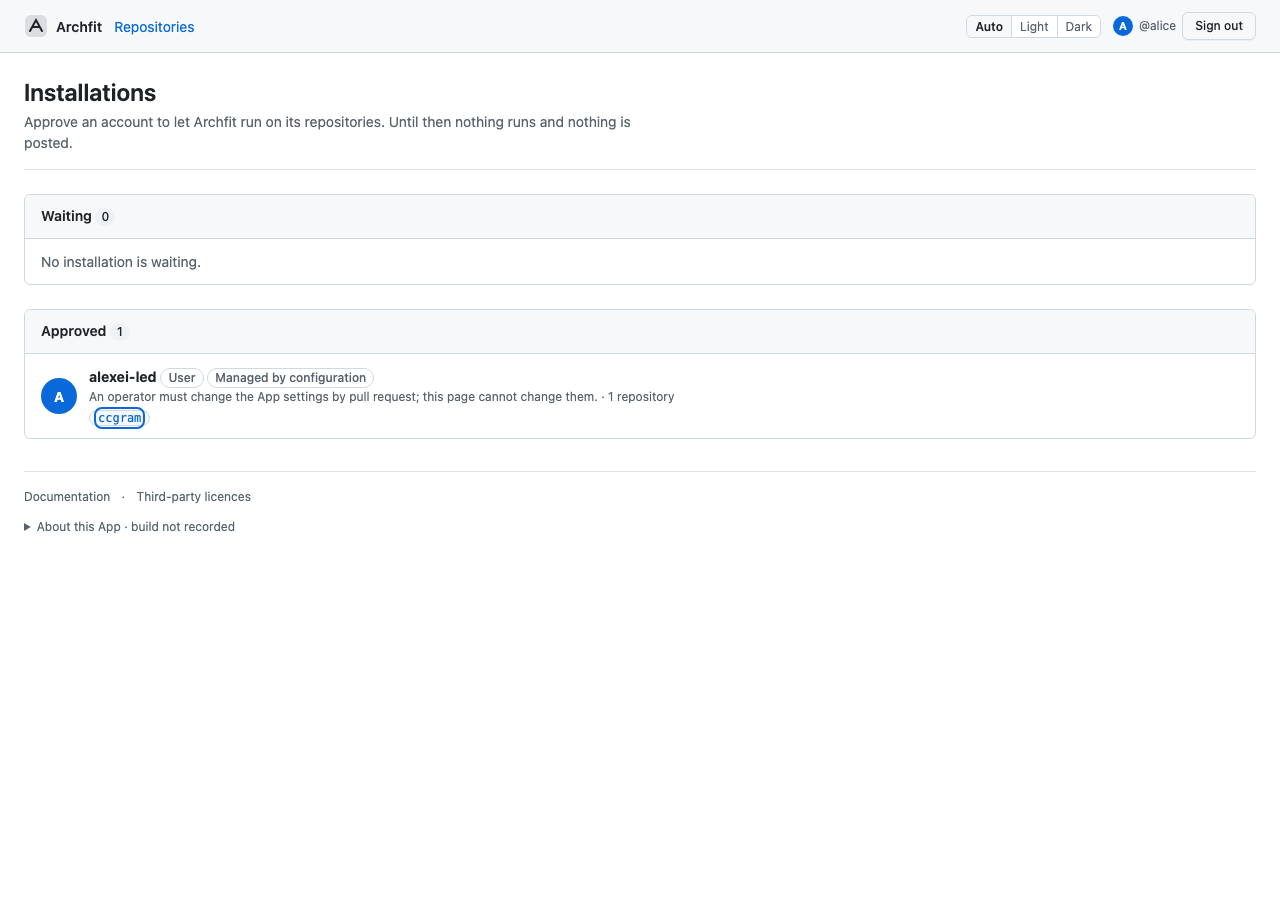 Archfit Repositories Auto Light Dark A @alice Sign out
Installations
Approve an account to let Archfit run on its repositories. Until then nothing runs and nothing is
posted.
Waiting 0
No installation is waiting.
Approved 1
A
alexei-led User Managed by configuration
An operator must change the App settings by pull request; this page cannot change them. · 1 repository
ccgram
Documentation · Third-party licences
About this App · build not recorded